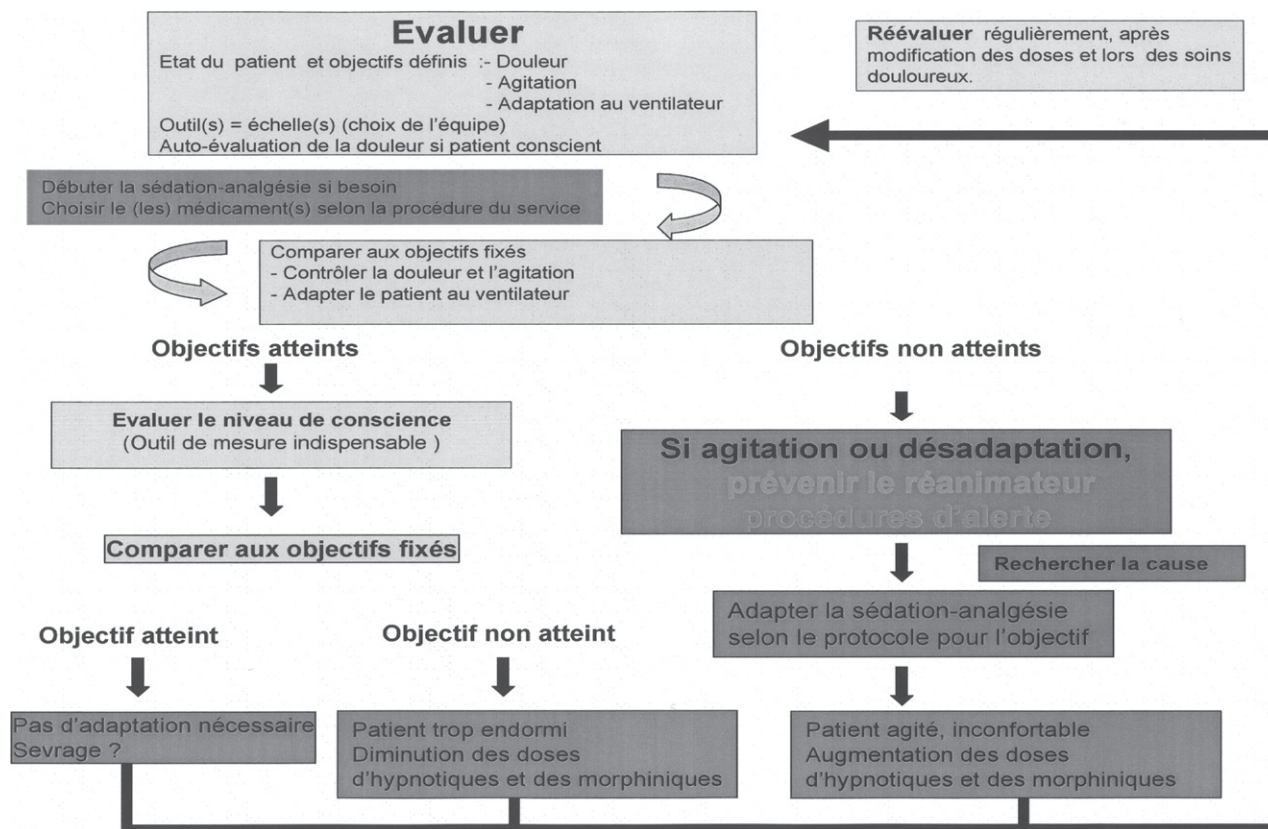 Evaluer
Etat du patient et objectifs définis :- Douleur
- Agitation
- Adaptation au ventilateur
Outil(s) = échelle(s) (choix de l'équipe)
Auto-évaluation de la douleur si patient conscient
Réévaluer régulièrement, après
modification des doses et lors des soins
douloureux.
Débuter la sédation-analgésie si besoin
Choisir le (les) médicament(s) selon la procédure du service
Comparer aux objectifs fixés
- Contrôler la douleur et l'agitation
- Adapter le patient au ventilateur
Objectifs atteints
Evaluer le niveau de conscience
(Outil de mesure indispensable )
Comparer aux objectifs fixés
Objectif atteint
Pas d'adaptation nécessaire
Sevrage ?
Objectif non atteint
Patient trop endormi
Diminution des doses
d'hypnotiques et des morphiniques
Objectifs non atteints
Si agitation ou désadaptation,
prévenir le réanimateur
procédures d'alerte
Rechercher la cause
Adapter la sédation-analgésie
selon le protocole pour l'objectif
Patient agité, inconfortable
Augmentation des doses
d'hypnotiques et des morphiniques